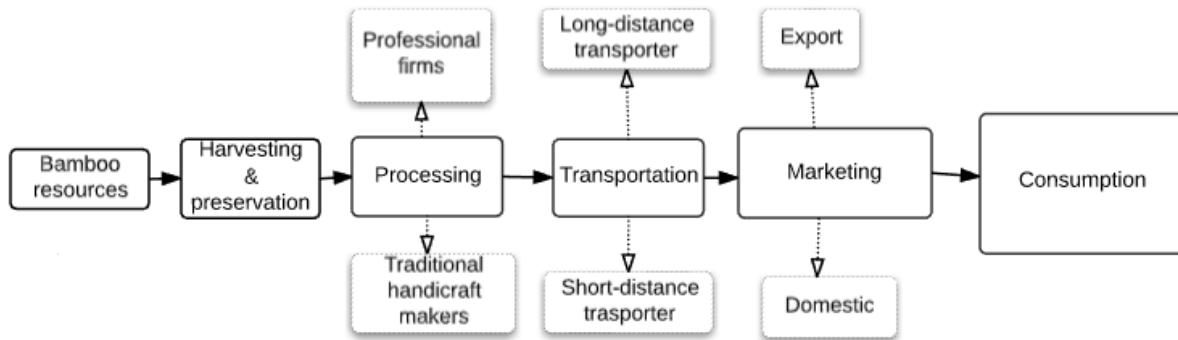 Professional
firms
Long-distance
transporter
Export
Bamboo
resources
Harvesting
&
preservation
Processing
Transportation
Marketing
Consumption
Traditional
handicraft
makers
Short-distance
trasporter
Domestic